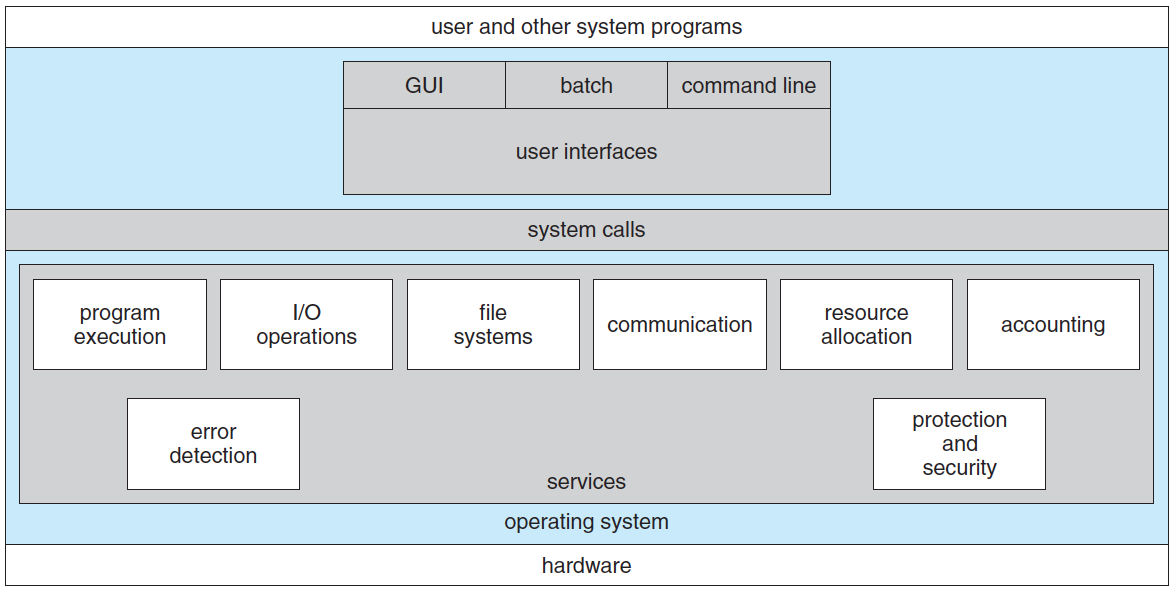 user and other system programs
GUI
batch
command line
user interfaces
system calls
program
execution
I/O
operations
file
systems
communication
resource
allocation
accounting
error
detection
protection
and
security
services
operating system
hardware